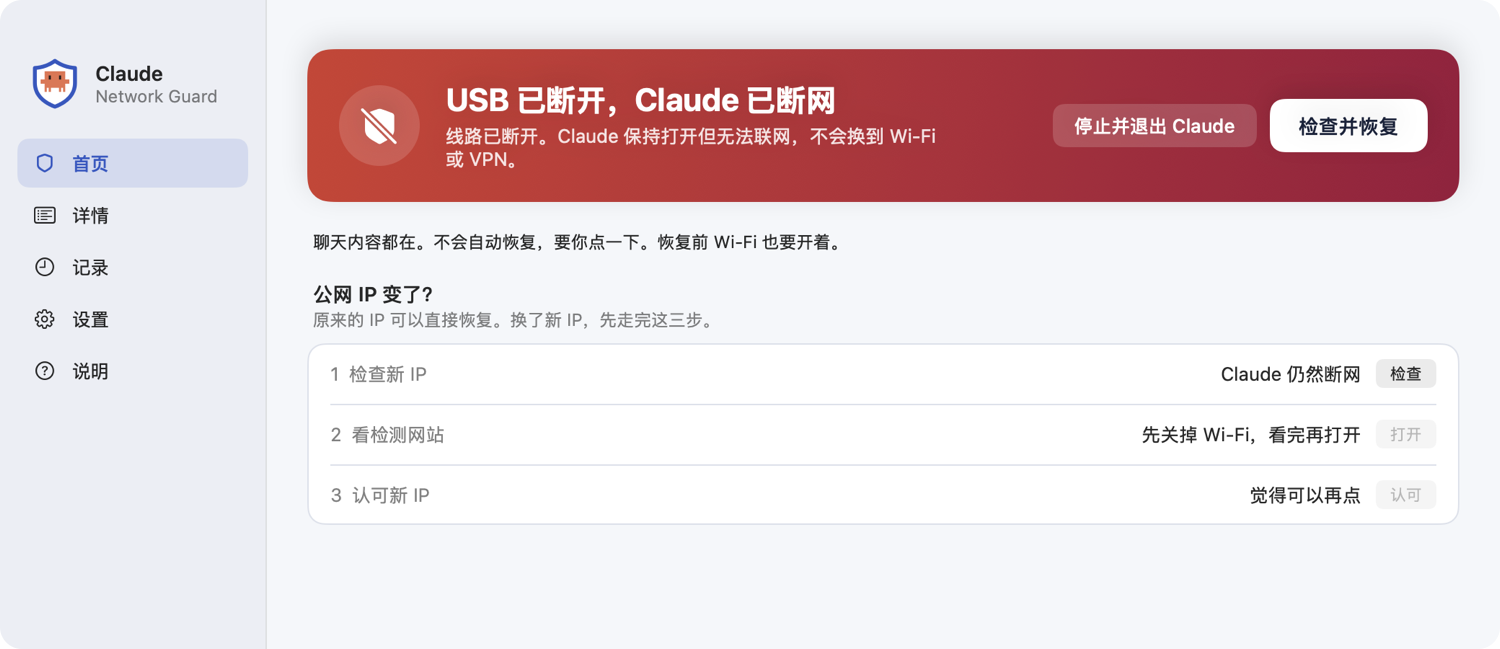 Claude
Network Guard
首页
详情
记录
设置
说明
USB 已断开，Claude 已断网
线路已断开。Claude 保持打开但无法联网，不会换到 Wi-Fi
或 VPN。
停止并退出 Claude
检查并恢复
聊天内容都在。不会自动恢复，要你点一下。恢复前 Wi-Fi 也要开着。
公网 IP 变了？
原来的 IP 可以直接恢复。换了新 IP，先走完这三步。
1 检查新 IP
Claude 仍然断网
检查
2 看检测网站
先关掉 Wi-Fi，看完再打开
打开
3 认可新 IP
觉得可以再点
认可